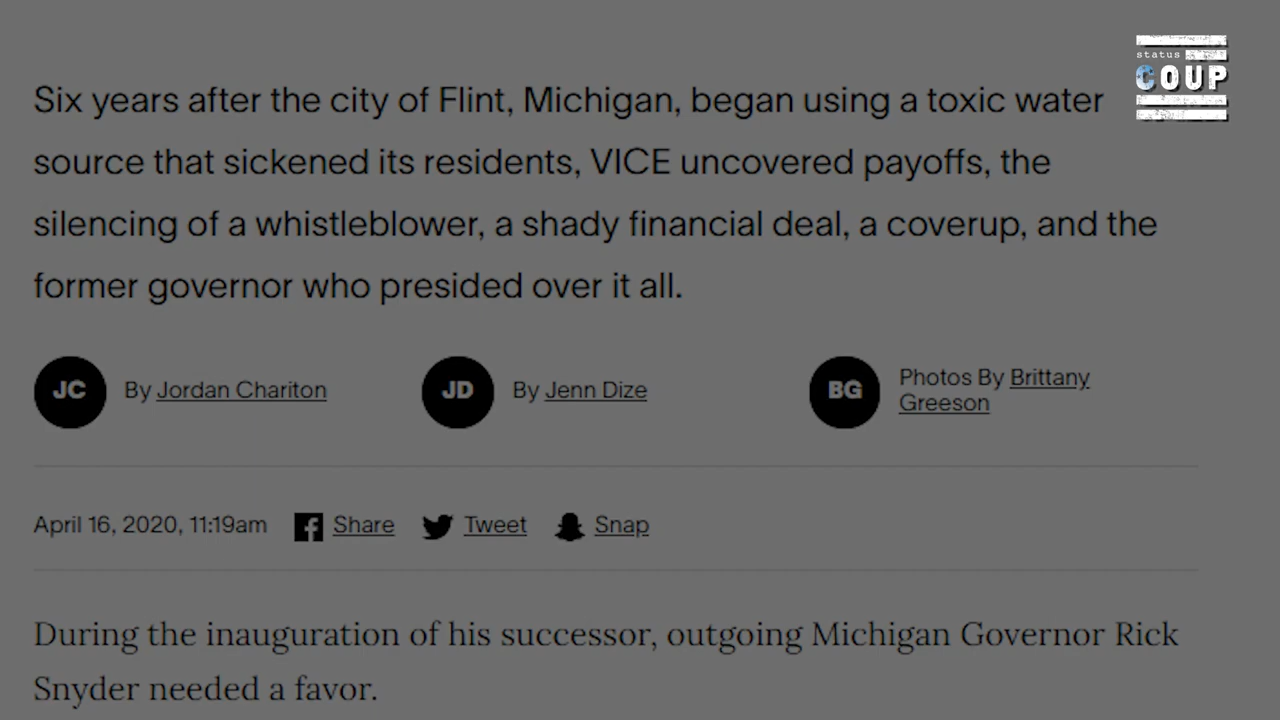 status
COUP
Six years after the city of Flint, Michigan, began using a toxic water
source that sickened its residents, VICE uncovered payoffs, the
silencing of a whistleblower, a shady financial deal, a coverup, and the
former governor who presided over it all.
JC By Jordan Chariton
JD By Jenn Dize
BG Photos By Brittany
Greeson
April 16, 2020, 11:19am Share Tweet Snap
During the inauguration of his successor, outgoing Michigan Governor Rick
Snyder needed a favor.